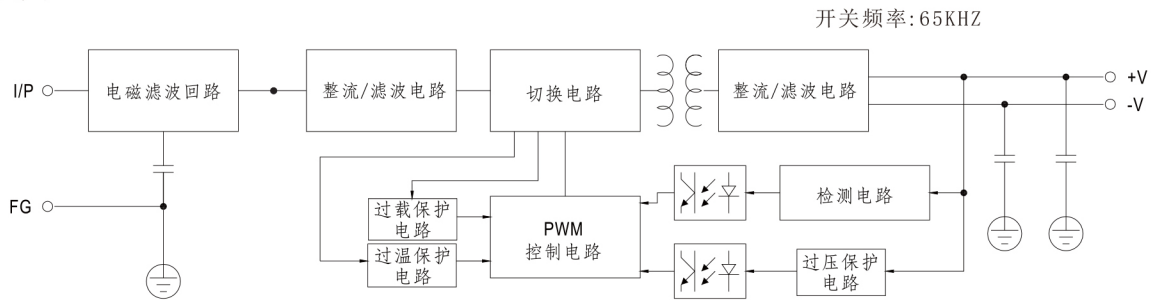 开关频率:65KHZ
I/P
电磁滤波回路
整流/滤波电路
切换电路
整流/滤波电路
+V
-V
FG
过载保护
电路
过温保护
电路
PWM
控制电路
检测电路
过压保护
电路